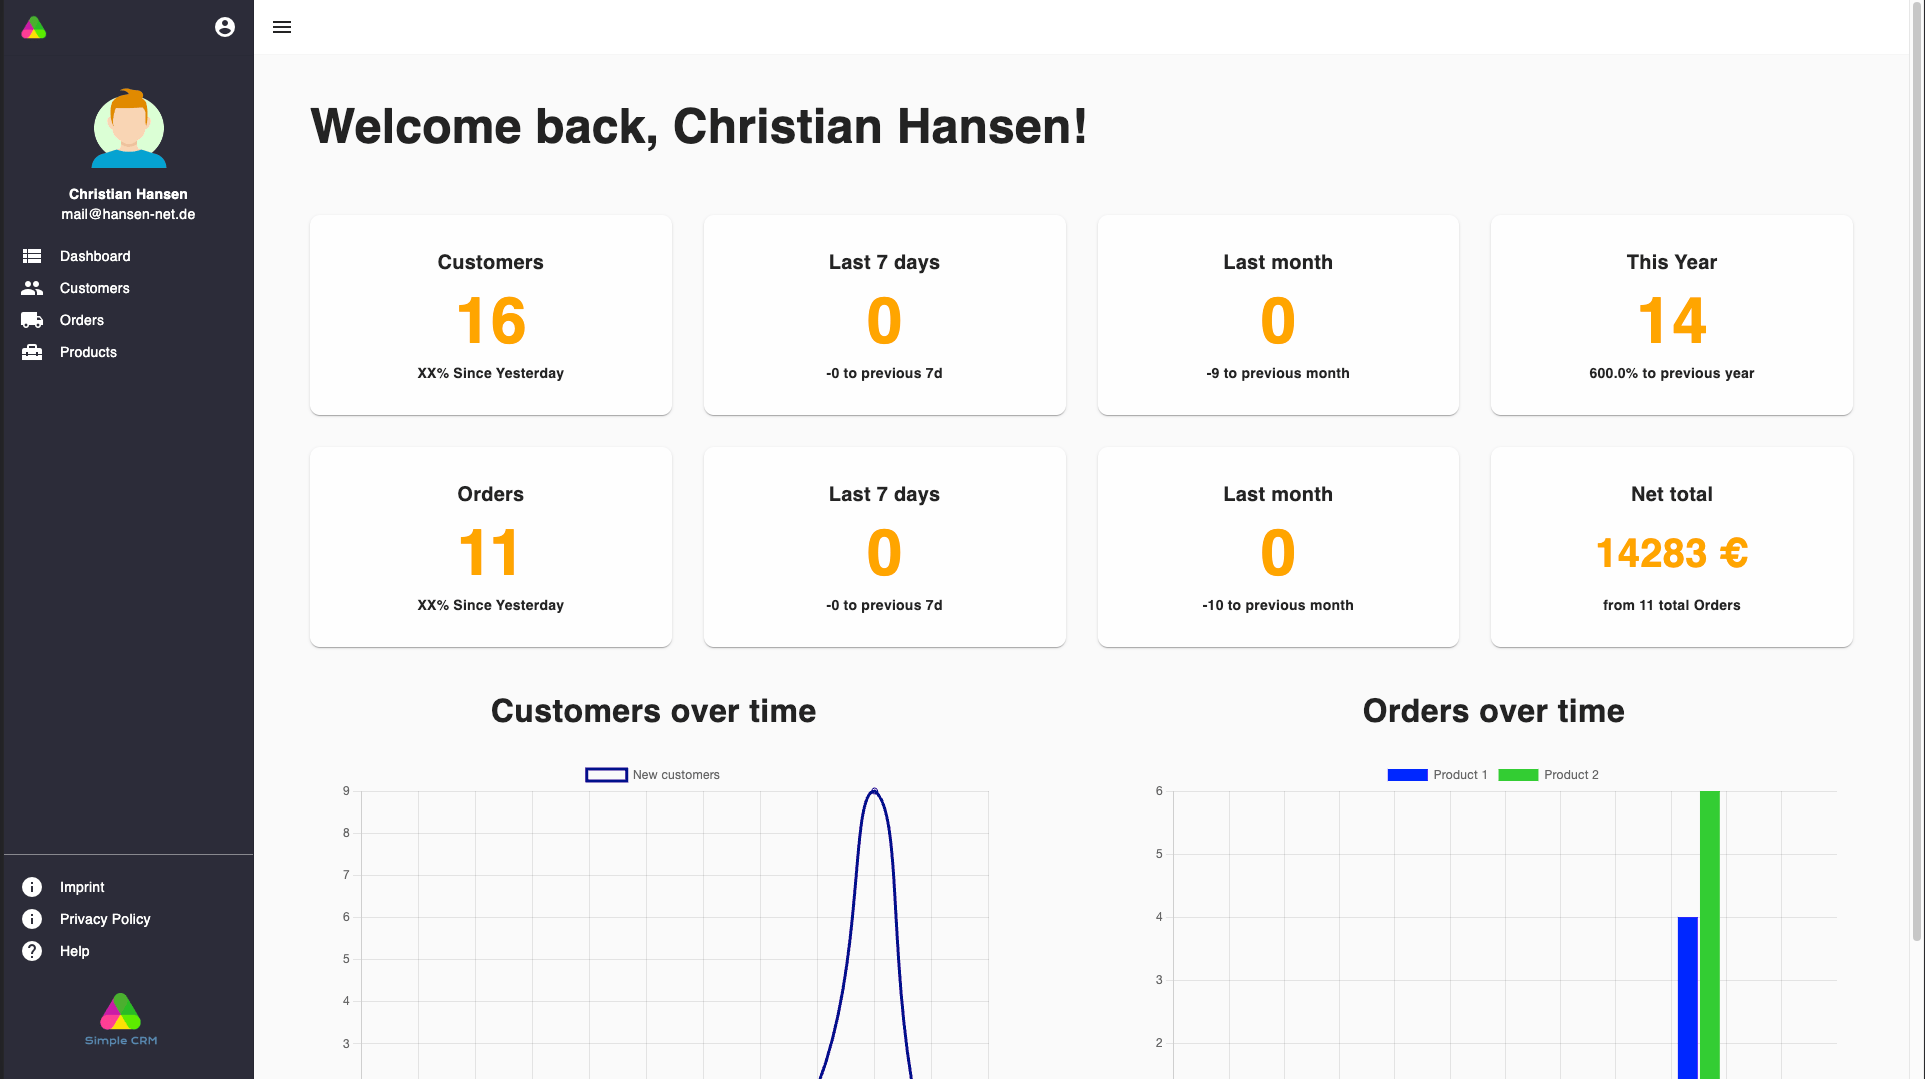 Christian Hansen
mail@hansen-net.de
Dashboard
Customers
Orders
Products
Imprint
Privacy Policy
Help
Simple CRM
Welcome back, Christian Hansen!
Customers
16
XX% Since Yesterday
Last 7 days
0
-0 to previous 7d
Last month
0
-9 to previous month
This Year
14
600.0% to previous year
Orders
11
XX% Since Yesterday
Last 7 days
0
-0 to previous 7d
Last month
0
-10 to previous month
Net total
14283 €
from 11 total Orders
Customers over time
New customers
9
8
7
6
5
4
3
Orders over time
Product 1 Product 2
6
5
4
3
2